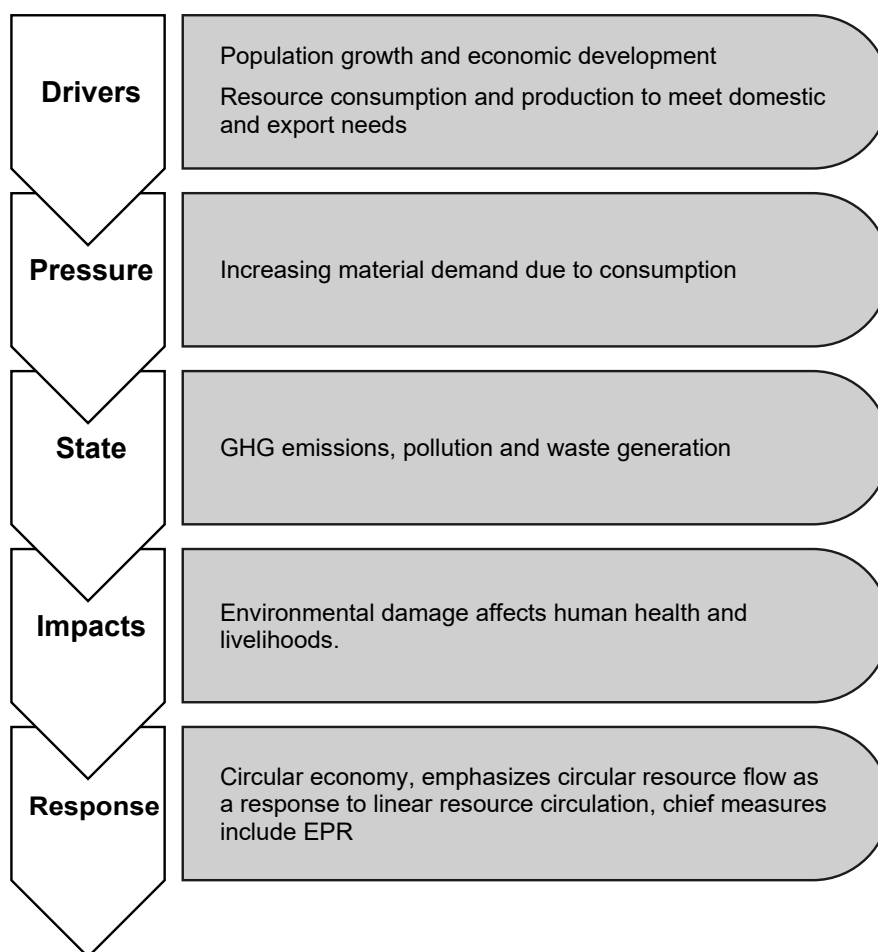 Drivers
Population growth and economic development
Resource consumption and production to meet domestic
and export needs
Pressure
Increasing material demand due to consumption
State
GHG emissions, pollution and waste generation
Impacts
Environmental damage affects human health and
livelihoods.
Response
Circular economy, emphasizes circular resource flow as
a response to linear resource circulation, chief measures
include EPR